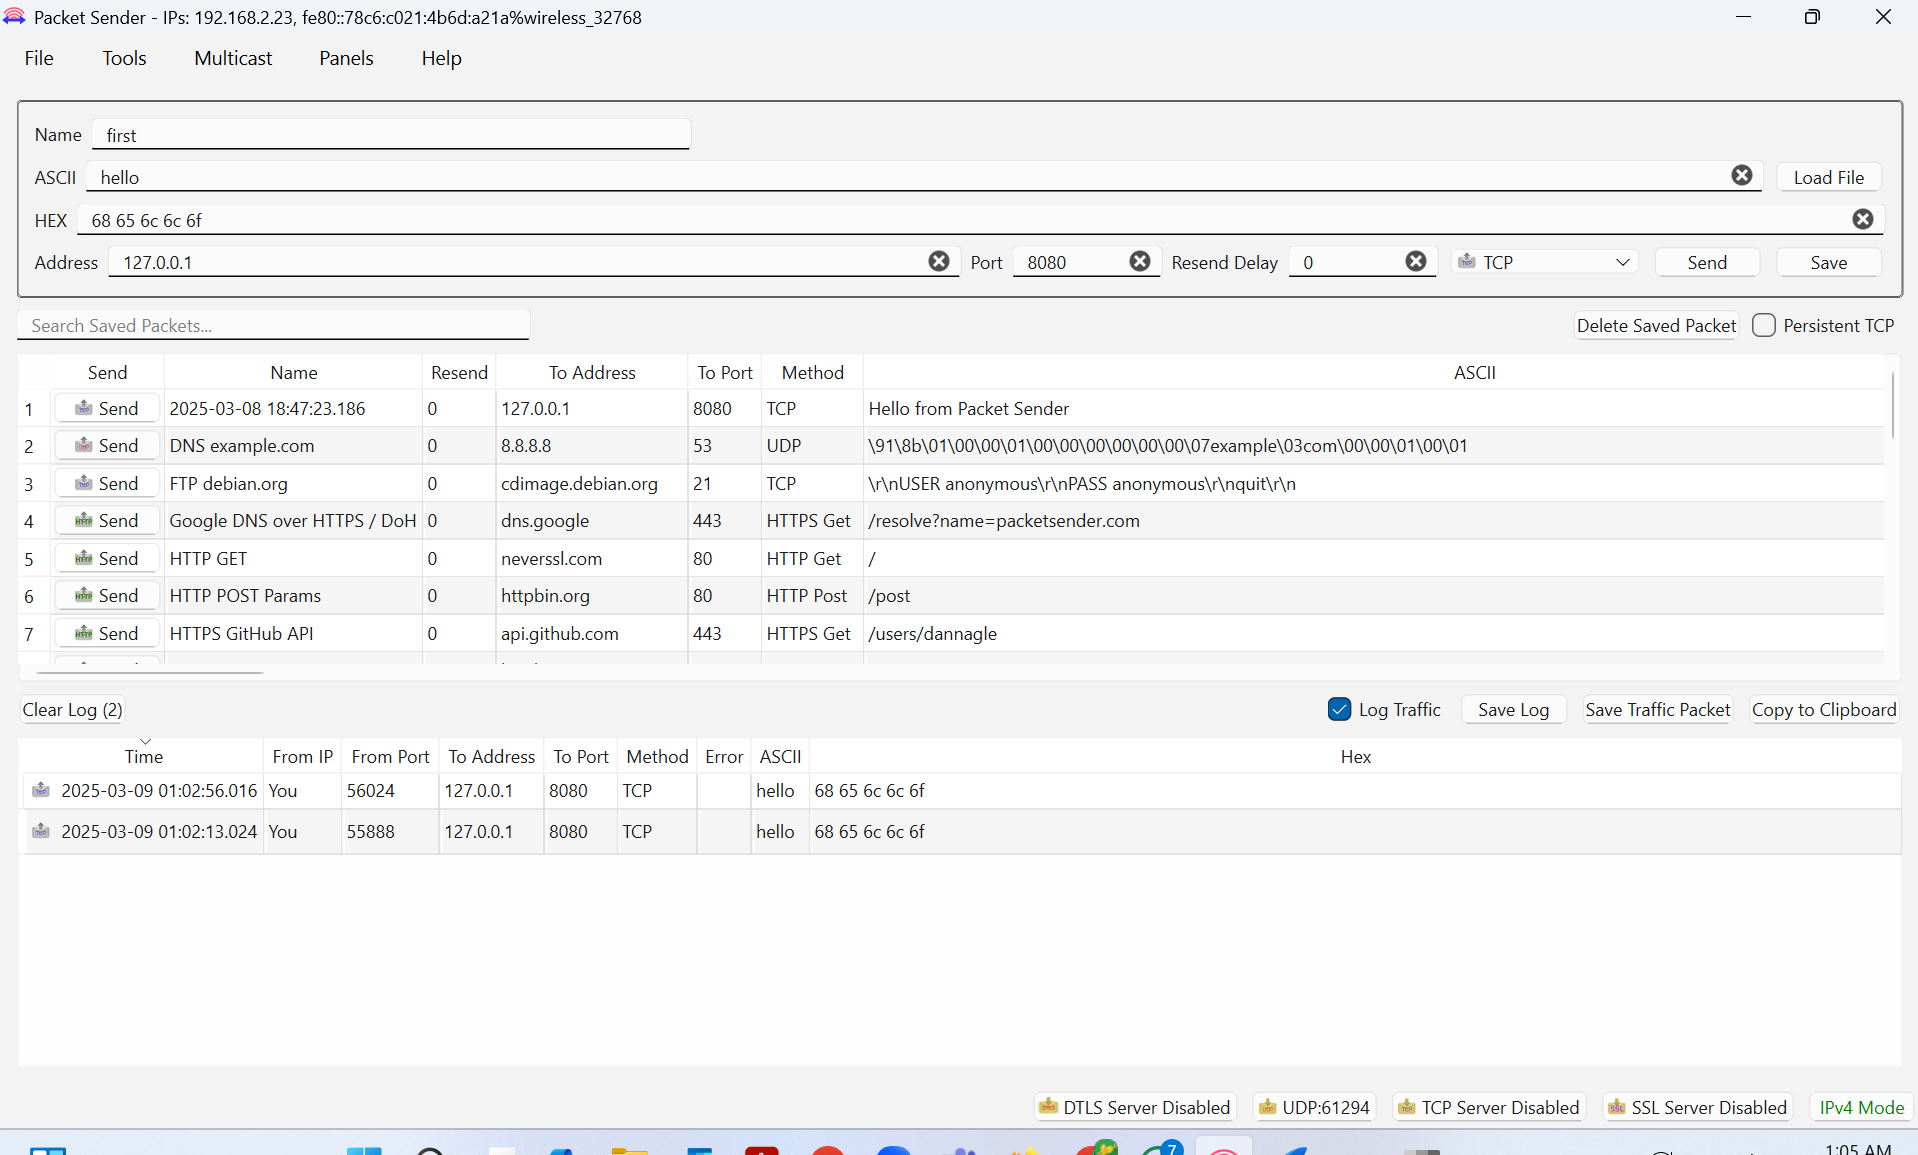 Packet Sender - IPs: 192.168.2.23, fe80::78c6:c021:4b6d:a21a%wireless_32768
File Tools Multicast Panels Help
Name first
ASCII hello Load File
HEX 68 65 6c 6c 6f
Address 127.0.0.1 Port 8080 Resend Delay 0 TCP Send Save
Search Saved Packets... Delete Saved Packet Persistent TCP
Send Name Resend To Address To Port Method ASCII
1 Send 2025-03-08 18:47:23.186 0 127.0.0.1 8080 TCP Hello from Packet Sender
2 Send DNS example.com 0 8.8.8.8 53 UDP \91\8b\01\00\00\01\00\00\00\00\00\00\07example\03com\00\00\01\00\01
3 Send FTP debian.org 0 cdimage.debian.org 21 TCP \r\nUSER anonymous\r\nPASS anonymous\r\nquit\r\n
4 Send Google DNS over HTTPS / DoH 0 dns.google 443 HTTPS Get /resolve?name=packetsender.com
5 Send HTTP GET 0 neverssl.com 80 HTTP Get /
6 Send HTTP POST Params 0 httpbin.org 80 HTTP Post /post
7 Send HTTPS GitHub API 0 api.github.com 443 HTTPS Get /users/dannagle
Clear Log (2) Log Traffic Save Log Save Traffic Packet Copy to Clipboard
Time From IP From Port To Address To Port Method Error ASCII Hex
2025-03-09 01:02:56.016 You 56024 127.0.0.1 8080 TCP hello 68 65 6c 6c 6f
2025-03-09 01:02:13.024 You 55888 127.0.0.1 8080 TCP hello 68 65 6c 6c 6f
DTLS Server Disabled UDP:61294 TCP Server Disabled SSL Server Disabled IPv4 Mode
7 1:05 AM